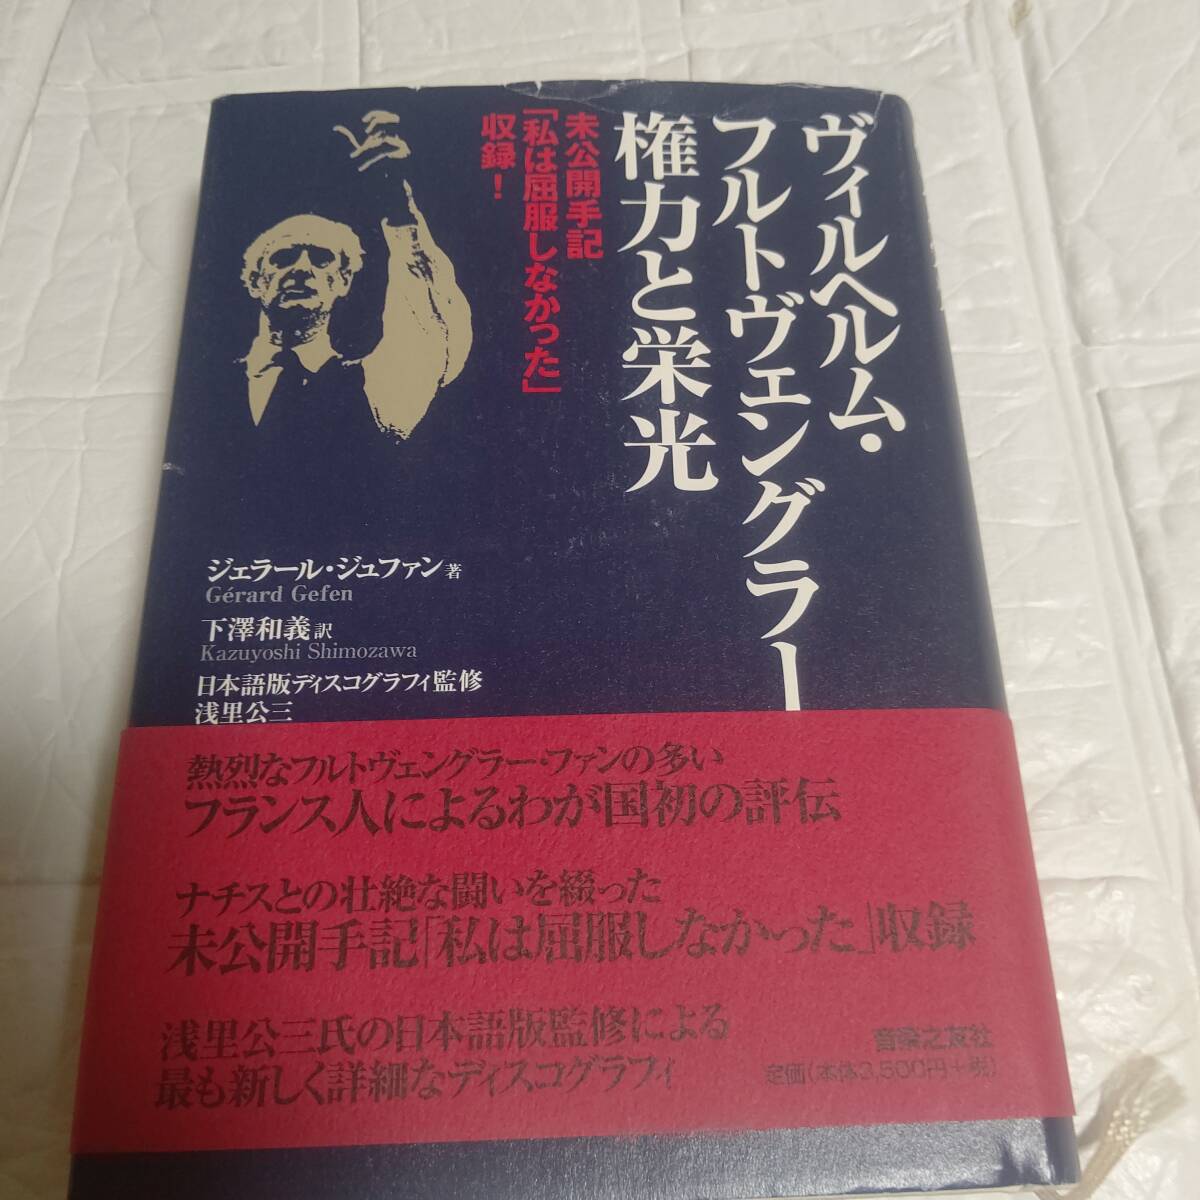 ヴィルヘルム・
フルトヴェングラー
権力と栄光
未公開手記
「私は屈服しなかった」
収録！
ジェラール・ジュファン著
Gérard Gefen
下澤和義訳
Kazuyoshi Shimozawa
日本語版ディスコグラフィ監修
浅里公三
熱烈なフルトヴェングラー・ファンの多い
フランス人によるわが国初の評伝
ナチスとの壮絶な闘いを綴った
未公開手記「私は屈服しなかった」収録
浅里公三氏の日本語版監修による
最も新しく詳細なディスコグラフィ
音楽之友社
定価(本体3,500円+税)